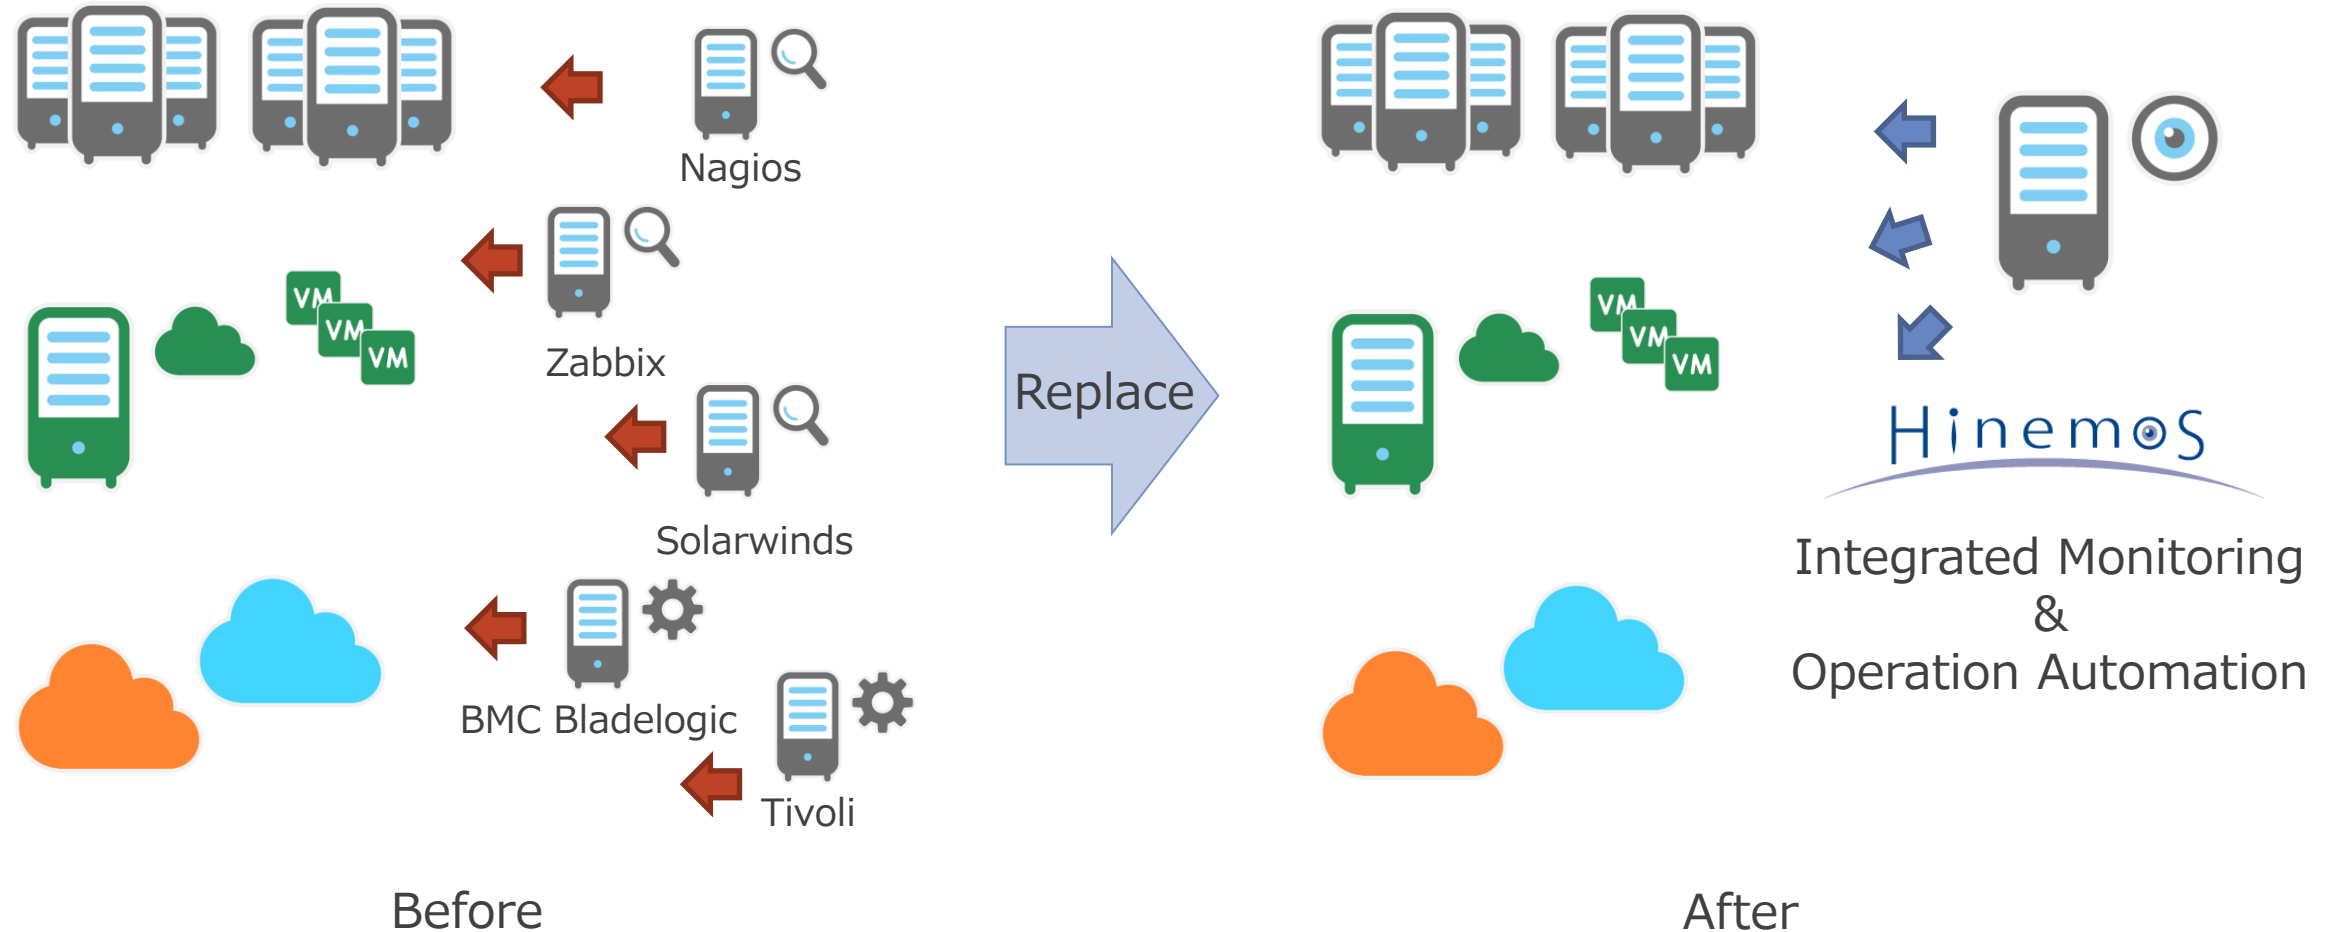 Nagios
VM
VM
VM
Zabbix
Solarwinds
BMC Bladelogic
Tivoli
Before
Replace
VM
VM
VM
Hinemos
Integrated Monitoring
&
Operation Automation
After